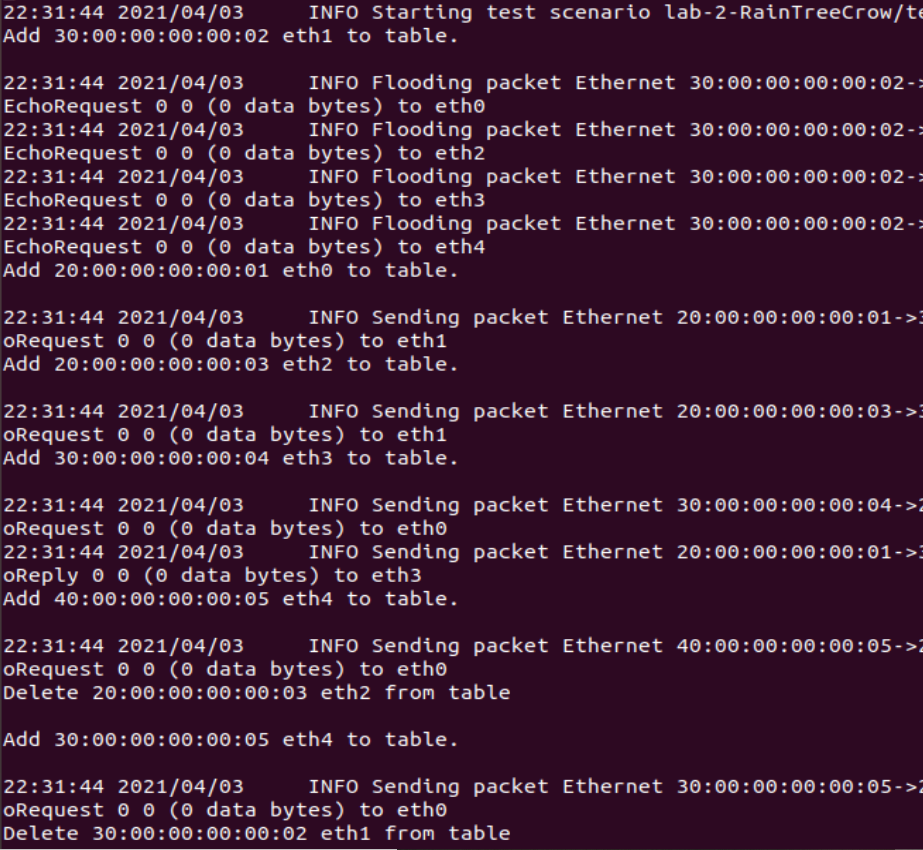 22:31:44 2021/04/03     INFO Starting test scenario lab-2-RainTreeCrow/te
Add 30:00:00:00:00:02 eth1 to table.
22:31:44 2021/04/03     INFO Flooding packet Ethernet 30:00:00:00:00:02->
EchoRequest 0 0 (0 data bytes) to eth0
22:31:44 2021/04/03     INFO Flooding packet Ethernet 30:00:00:00:00:02->
EchoRequest 0 0 (0 data bytes) to eth2
22:31:44 2021/04/03     INFO Flooding packet Ethernet 30:00:00:00:00:02->
EchoRequest 0 0 (0 data bytes) to eth3
22:31:44 2021/04/03     INFO Flooding packet Ethernet 30:00:00:00:00:02->
EchoRequest 0 0 (0 data bytes) to eth4
Add 20:00:00:00:00:01 eth0 to table.
22:31:44 2021/04/03     INFO Sending packet Ethernet 20:00:00:00:00:01->3
oRequest 0 0 (0 data bytes) to eth1
Add 20:00:00:00:00:03 eth2 to table.
22:31:44 2021/04/03     INFO Sending packet Ethernet 20:00:00:00:00:03->3
oRequest 0 0 (0 data bytes) to eth1
Add 30:00:00:00:00:04 eth3 to table.
22:31:44 2021/04/03     INFO Sending packet Ethernet 30:00:00:00:00:04->2
oRequest 0 0 (0 data bytes) to eth0
22:31:44 2021/04/03     INFO Sending packet Ethernet 20:00:00:00:00:01->3
oReply 0 0 (0 data bytes) to eth3
Add 40:00:00:00:00:05 eth4 to table.
22:31:44 2021/04/03     INFO Sending packet Ethernet 40:00:00:00:00:05->2
oRequest 0 0 (0 data bytes) to eth0
Delete 20:00:00:00:00:03 eth2 from table
Add 30:00:00:00:00:05 eth4 to table.
22:31:44 2021/04/03     INFO Sending packet Ethernet 30:00:00:00:00:05->2
oRequest 0 0 (0 data bytes) to eth0
Delete 30:00:00:00:00:02 eth1 from table